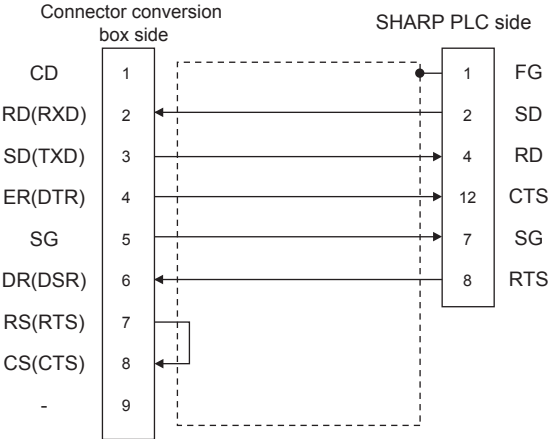 Connector conversion
box side
SHARP PLC side
CD 1 1 FG
RD(RXD) 2 2 SD
SD(TXD) 3 4 RD
ER(DTR) 4 12 CTS
SG 5 7 SG
DR(DSR) 6 8 RTS
RS(RTS) 7
CS(CTS) 8
- 9